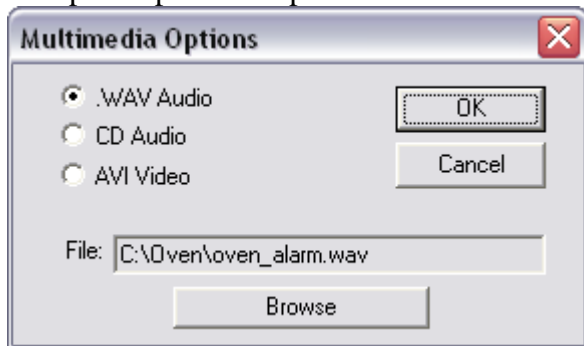 Multimedia Options
.WAV Audio
OK
CD Audio
Cancel
AVI Video
File: C:\Oven\oven_alarm.wav
Browse